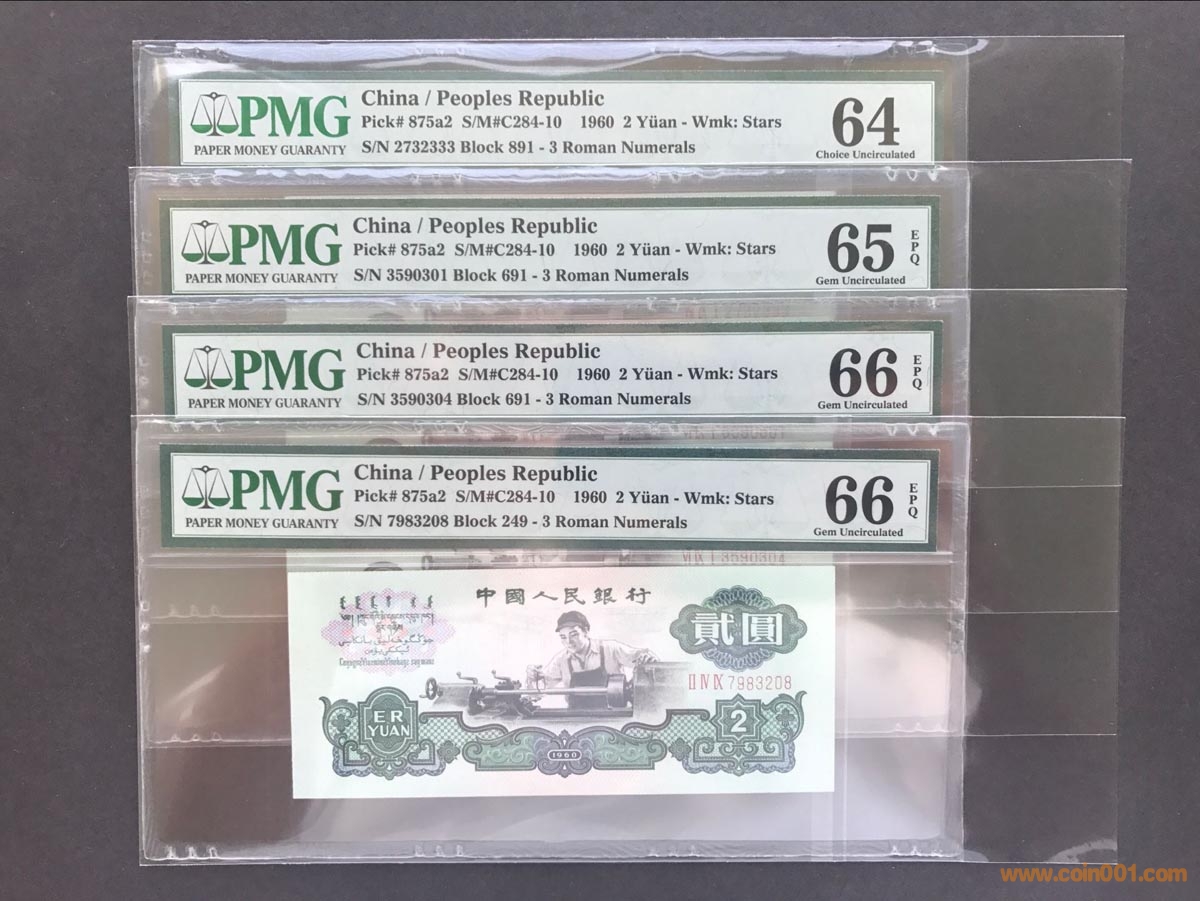 PMG
PAPER MONEY GUARANTY
China / Peoples Republic
Pick# 875a2 S/M#C284-10 1960 2 Yüan - Wmk: Stars
S/N 2732333 Block 891 - 3 Roman Numerals
64
Choice Uncirculated
PMG
PAPER MONEY GUARANTY
China / Peoples Republic
Pick# 875a2 S/M#C284-10 1960 2 Yüan - Wmk: Stars
S/N 3590301 Block 691 - 3 Roman Numerals
65
EPQ
Gem Uncirculated
PMG
PAPER MONEY GUARANTY
China / Peoples Republic
Pick# 875a2 S/M#C284-10 1960 2 Yüan - Wmk: Stars
S/N 3590304 Block 691 - 3 Roman Numerals
66
EPQ
Gem Uncirculated
VI IX I 3590301
PMG
PAPER MONEY GUARANTY
China / Peoples Republic
Pick# 875a2 S/M#C284-10 1960 2 Yüan - Wmk: Stars
S/N 7983208 Block 249 - 3 Roman Numerals
66
EPQ
Gem Uncirculated
VI IX I 3590304
中國人民銀行
貳圓
II IV IX 7983208
ER
YUAN
2
1960
www.coin001.com